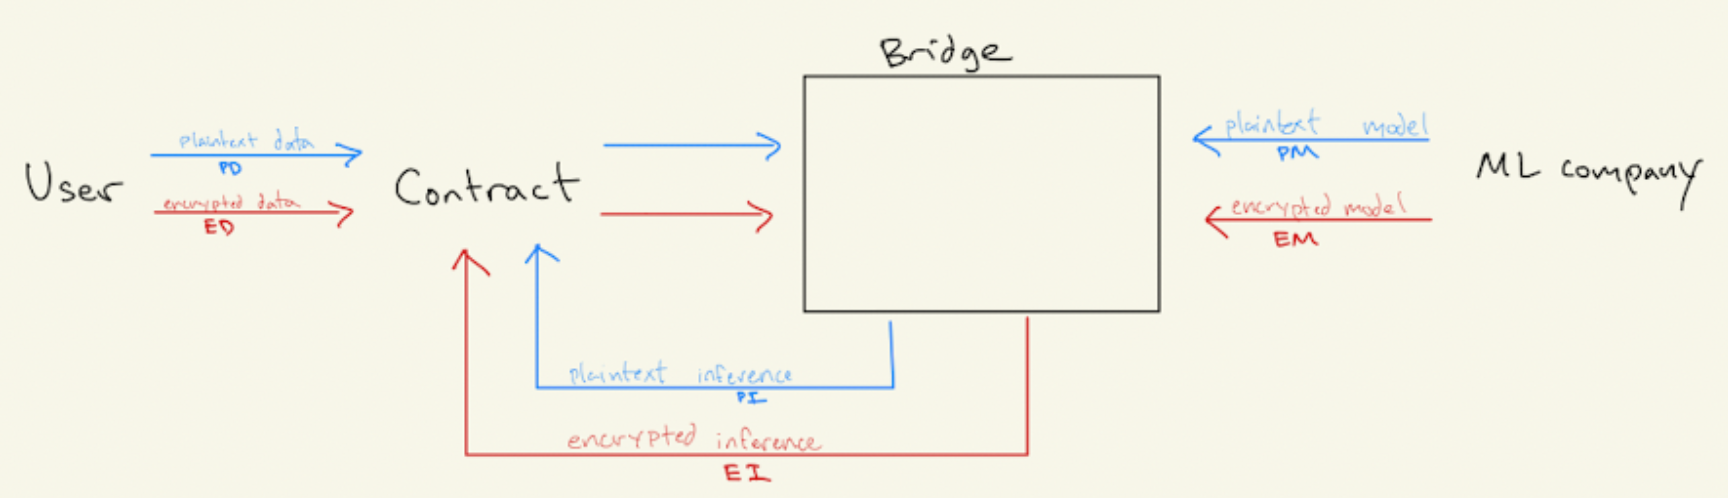 Bridge
User
plaintext data
PD
encrypted data
ED
Contract
plaintext model
PM
encrypted model
EM
ML company
plaintext inference
PI
encrypted inference
EI